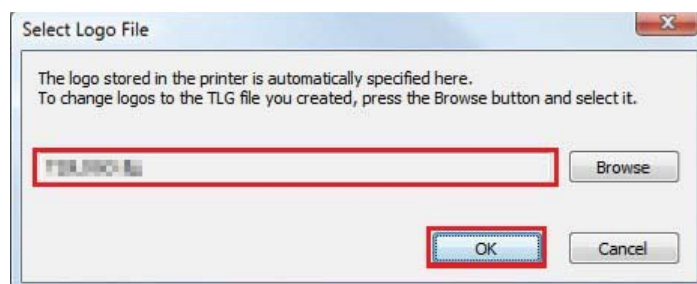 Select Logo File
The logo stored in the printer is automatically specified here.
To change logos to the TLG file you created, press the Browse button and select it.
Browse
OK
Cancel